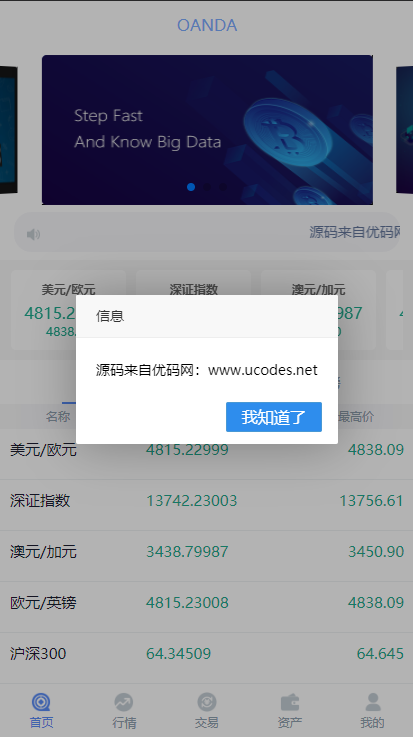 OANDA
Step Fast
And Know Big Data
源码来自优码网
美元/欧元
深证指数
澳元/加元
4815.2
987
4838.
信息
源码来自优码网：www.ucodes.net
我知道了
名称
最高价
美元/欧元 4815.22999 4838.09
深证指数 13742.23003 13756.61
澳元/加元 3438.79987 3450.90
欧元/英镑 4815.23008 4838.09
沪深300 64.34509 64.645
首页 行情 交易 资产 我的